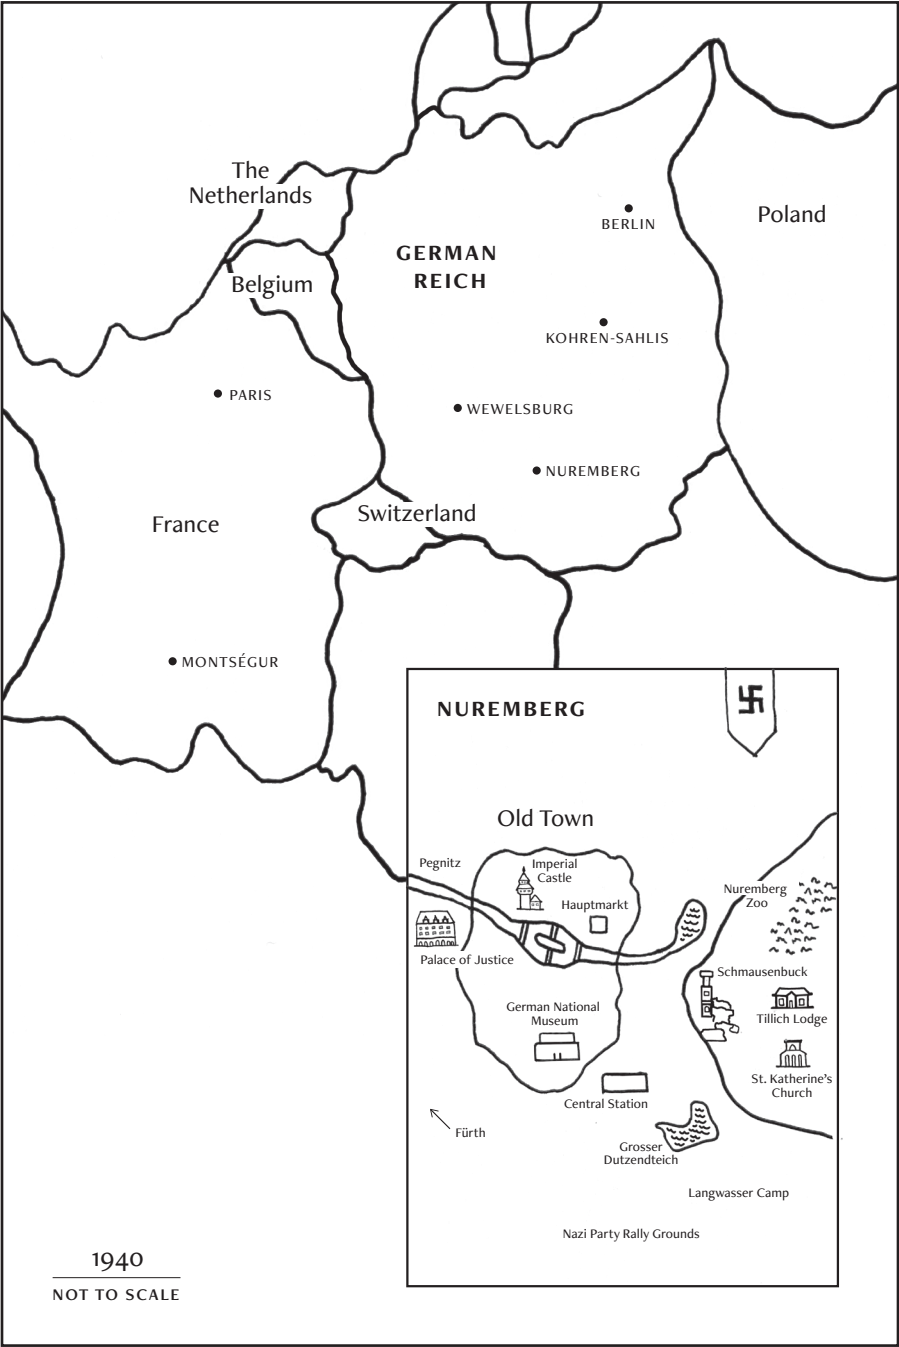 The
Netherlands
Poland
BERLIN
GERMAN
REICH
Belgium
KOHREN-SAHLIS
PARIS
WEWELSBURG
NUREMBERG
Switzerland
France
MONTSÉGUR
NUREMBERG
Old Town
Pegnitz
Imperial
Castle
Hauptmarkt
Nuremberg
Zoo
Palace of Justice
Schmausenbuck
German National
Museum
Tillich Lodge
St. Katherine's
Church
Central Station
Fürth
Grosser
Dutzendteich
Langwasser Camp
Nazi Party Rally Grounds
1940
NOT TO SCALE